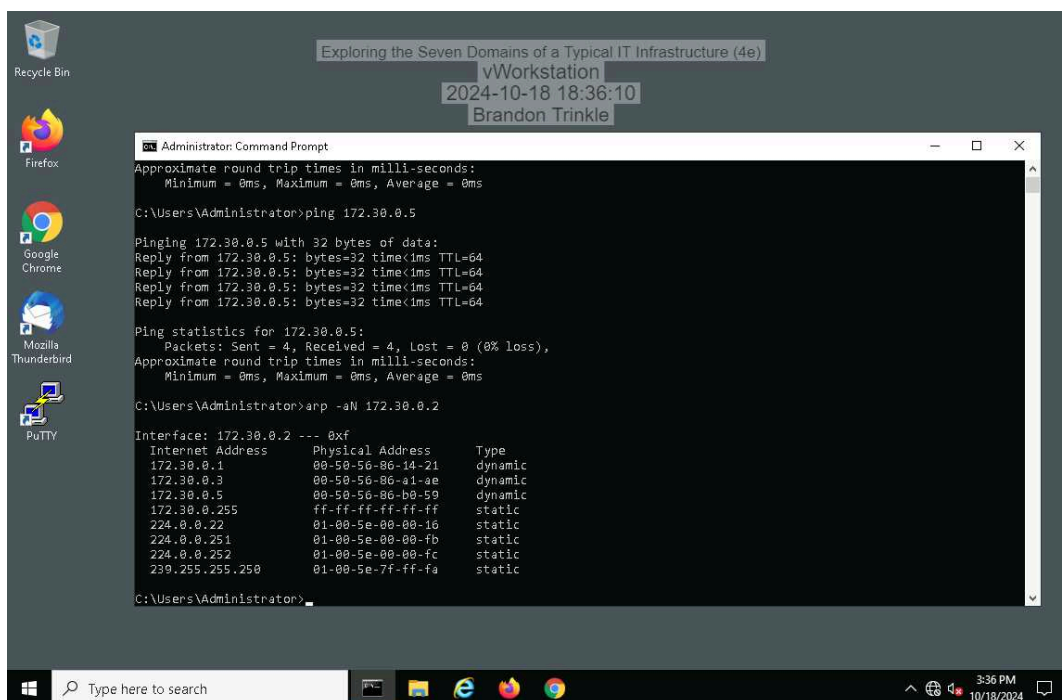 Recycle Bin
Firefox
Google
Chrome
Mozilla
Thunderbird
PuTTY
Exploring the Seven Domains of a Typical IT Infrastructure (4e)
vWorkstation
2024-10-18 18:36:10
Brandon Trinkle
Administrator: Command Prompt
Approximate round trip times in milli-seconds:
Minimum = 0ms, Maximum = 0ms, Average = 0ms
C:\Users\Administrator>ping 172.30.0.5
Pinging 172.30.0.5 with 32 bytes of data:
Reply from 172.30.0.5: bytes=32 time<1ms TTL=64
Reply from 172.30.0.5: bytes=32 time<1ms TTL=64
Reply from 172.30.0.5: bytes=32 time<1ms TTL=64
Reply from 172.30.0.5: bytes=32 time<1ms TTL=64
Ping statistics for 172.30.0.5:
Packets: Sent = 4, Received = 4, Lost = 0 (0% loss),
Approximate round trip times in milli-seconds:
Minimum = 0ms, Maximum = 0ms, Average = 0ms
C:\Users\Administrator>arp -aN 172.30.0.2
Interface: 172.30.0.2 --- 0xf
Internet Address Physical Address Type
172.30.0.1 00-50-56-86-14-21 dynamic
172.30.0.3 00-50-56-86-a1-ae dynamic
172.30.0.5 00-50-56-86-b0-59 dynamic
172.30.0.255 ff-ff-ff-ff-ff-ff static
224.0.0.22 01-00-5e-00-00-16 static
224.0.0.251 01-00-5e-00-00-fb static
224.0.0.252 01-00-5e-00-00-fc static
239.255.255.250 01-00-5e-7f-ff-fa static
C:\Users\Administrator>
Type here to search
3:36 PM
10/18/2024